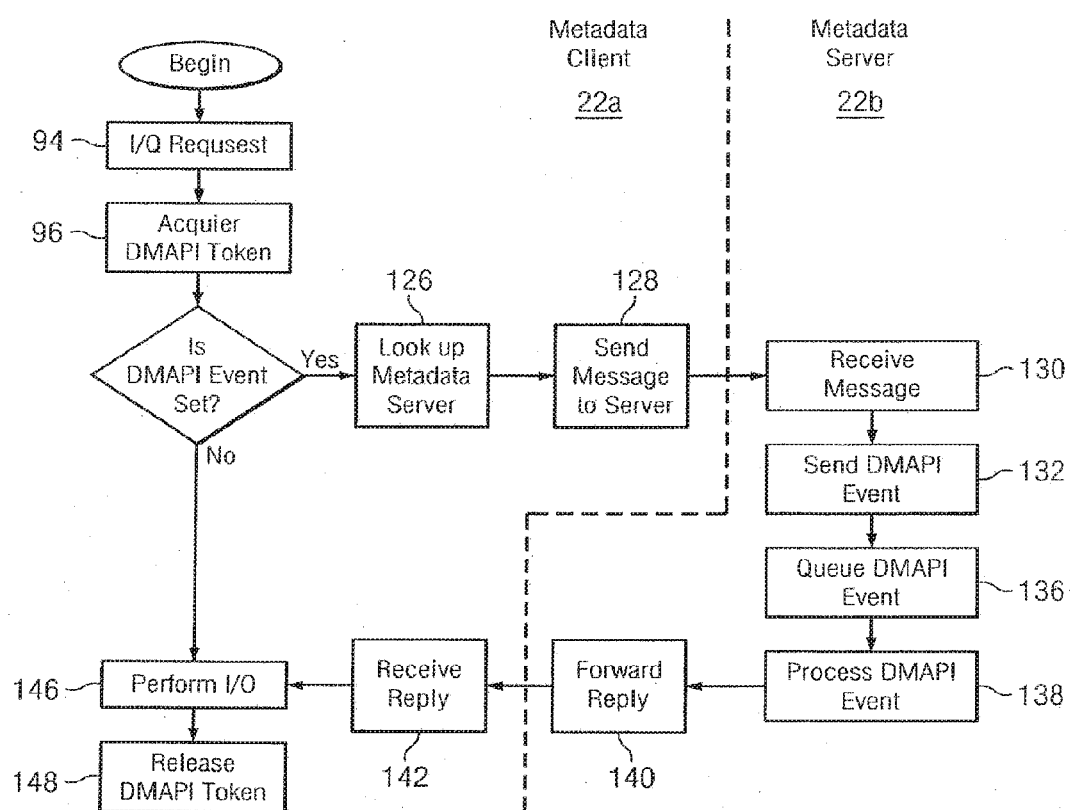 Metadata
Client
22a
Metadata
Server
22b
Begin
94
I/Q Requsest
96
Acquier
DMAPI Token
Is
DMAPI Event
Set?
Yes
No
126
Look up
Metadata
Server
128
Send
Message
to Server
Receive
Message
130
Send DMAPI
Event
132
Queue DMAPI
Event
136
Process DMAPI
Event
138
Forward
Reply
140
Receive
Reply
142
146
Perform I/O
148
Release
DMAPI Token